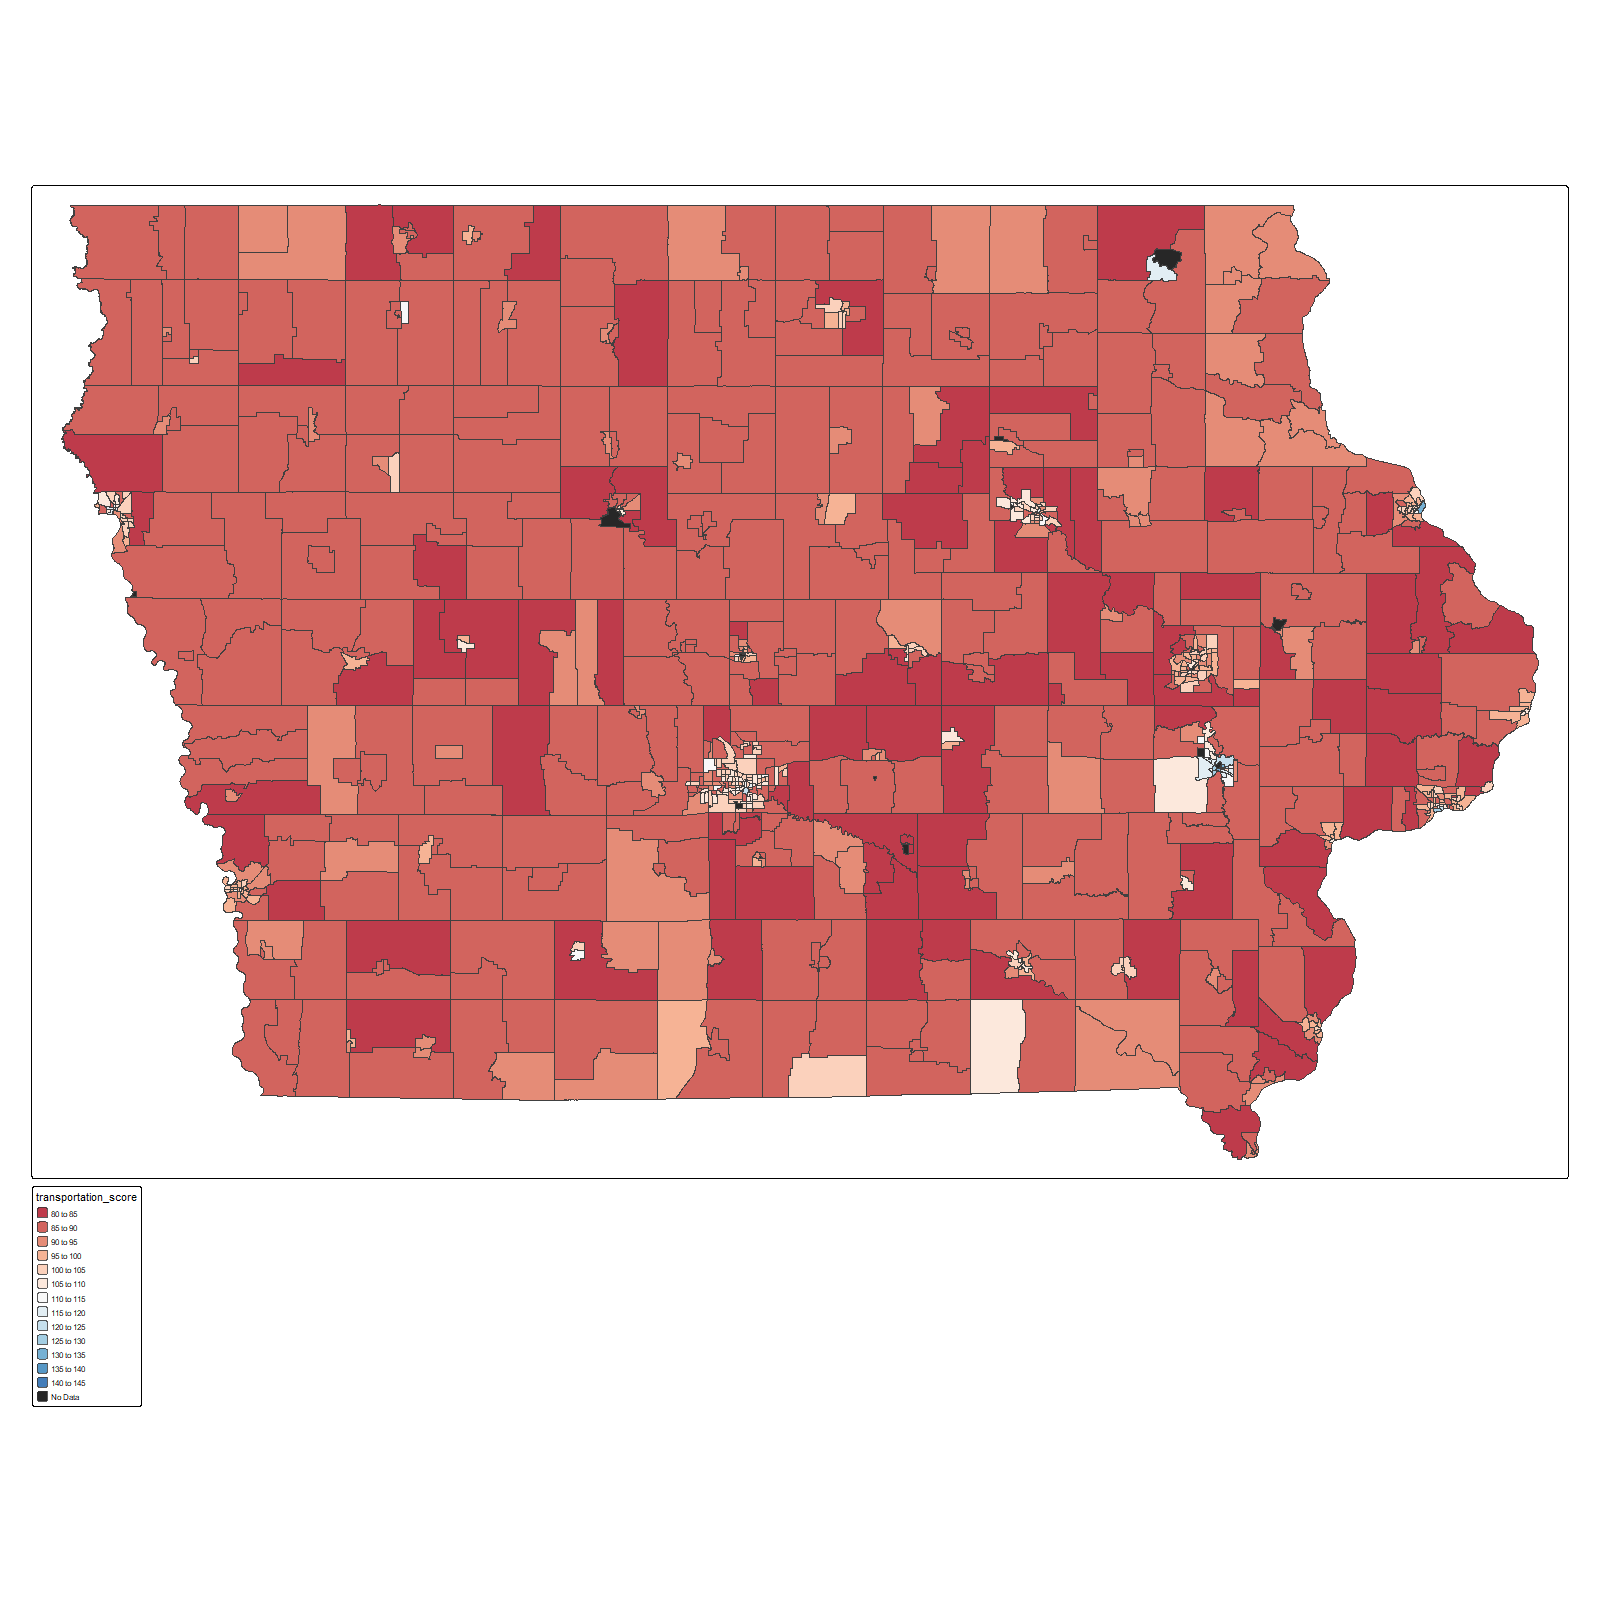 transportation_score
80 to 85
85 to 90
90 to 95
95 to 100
100 to 105
105 to 110
110 to 115
115 to 120
120 to 125
125 to 130
130 to 135
135 to 140
140 to 145
No Data